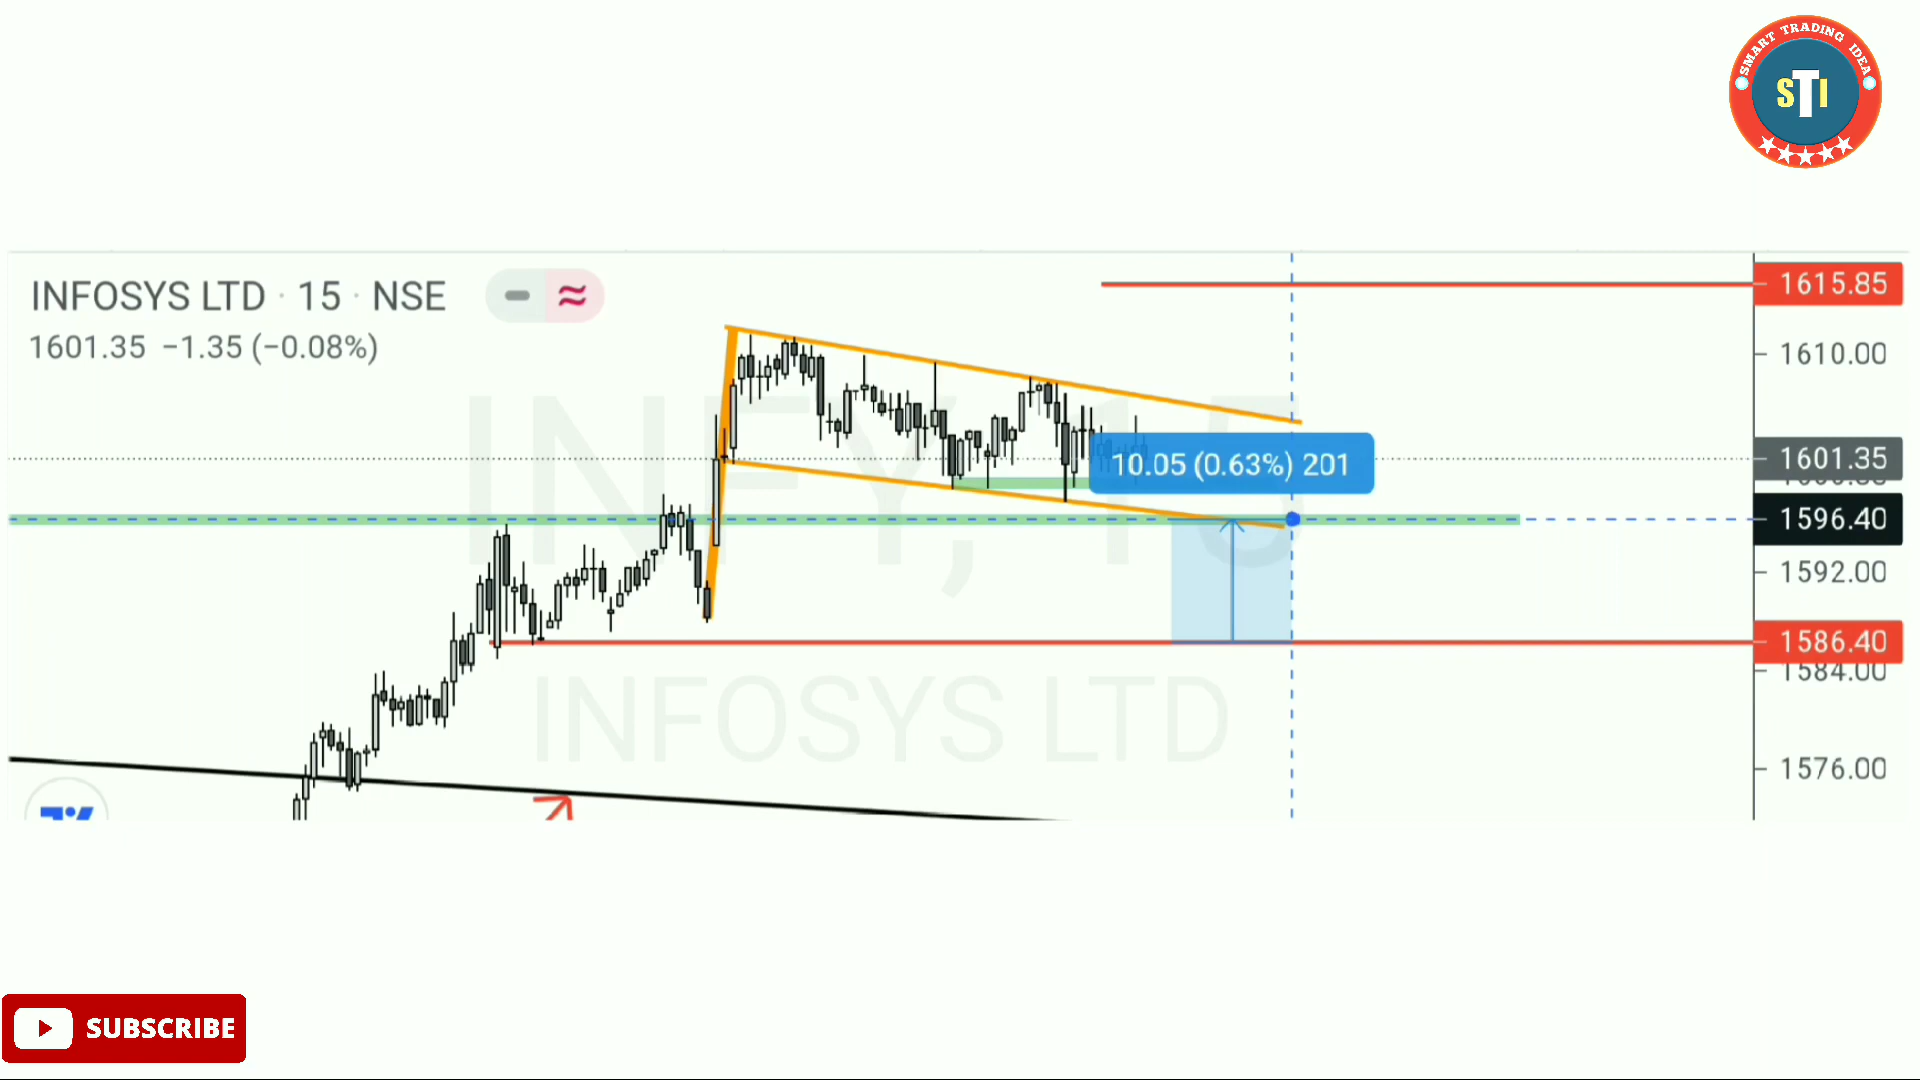 SMART TRADING IDEA
STI
INFOSYS LTD · 15 · NSE
1601.35 −1.35 (−0.08%)
1615.85
1610.00
INFY, 15
10.05 (0.63%) 201
1601.35
1596.40
1592.00
1586.40
1584.00
INFOSYS LTD
1576.00
SUBSCRIBE